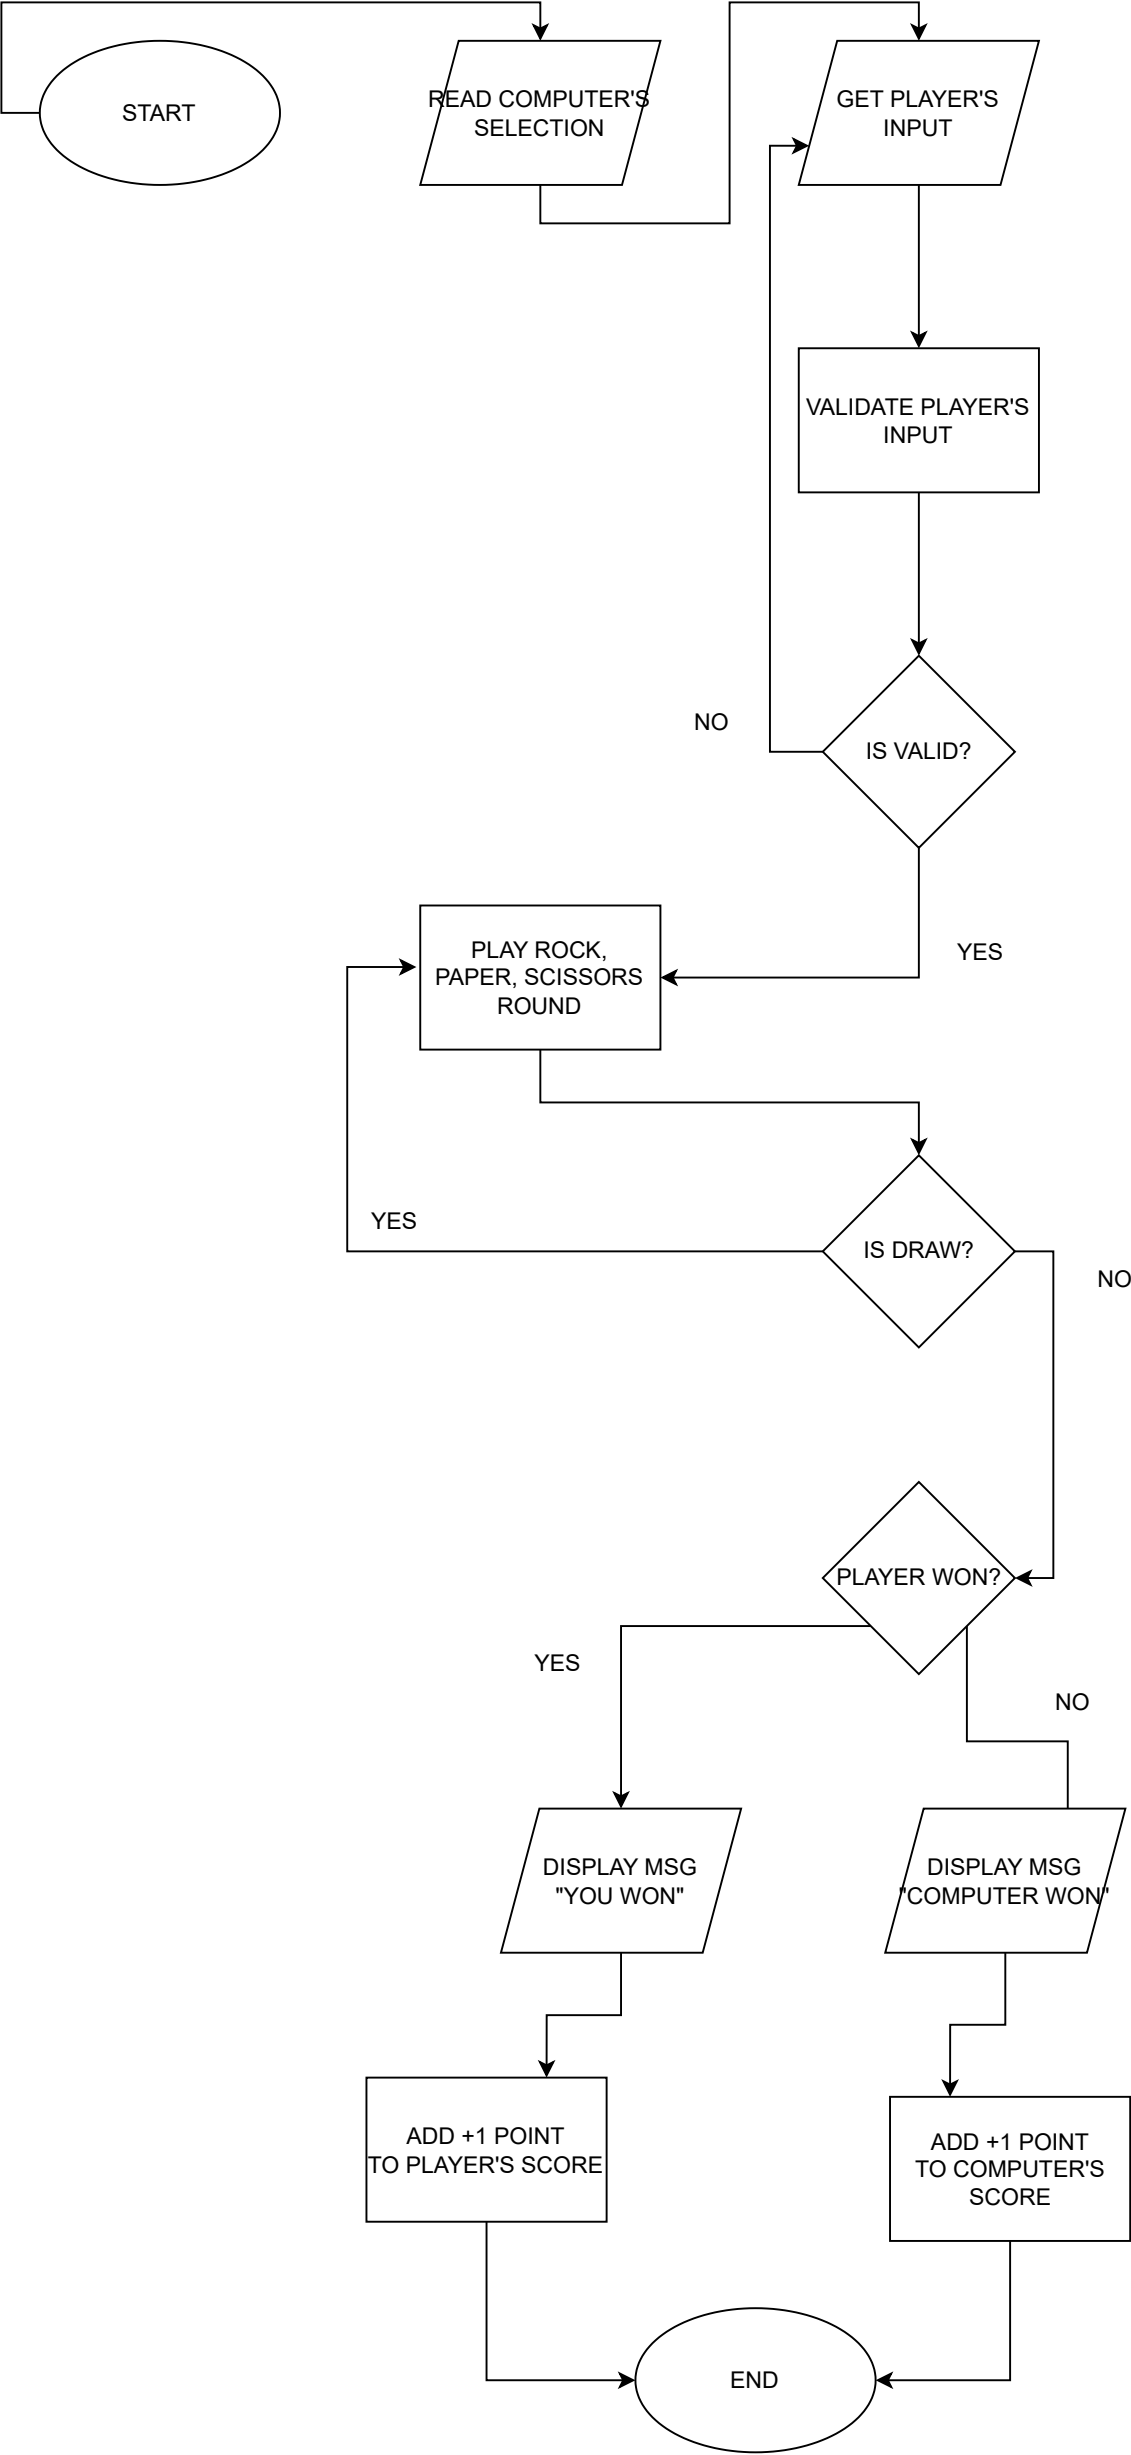 START
READ COMPUTER'S
SELECTION
GET PLAYER'S
INPUT
VALIDATE PLAYER'S
INPUT
NO
IS VALID?
YES
PLAY ROCK,
PAPER, SCISSORS
ROUND
YES
IS DRAW?
NO
PLAYER WON?
YES
NO
DISPLAY MSG
"YOU WON"
DISPLAY MSG
"COMPUTER WON"
ADD +1 POINT
TO PLAYER'S SCORE
ADD +1 POINT
TO COMPUTER'S
SCORE
END